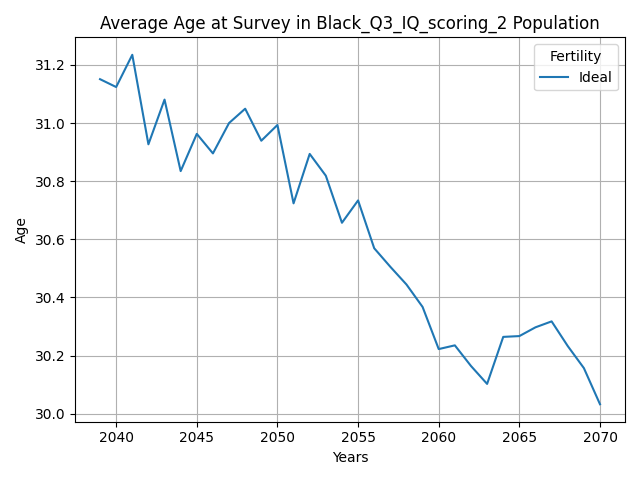 Average Age at Survey in Black_Q3_IQ_scoring_2 Population
Fertility
Ideal
31.2
31.0
30.8
30.6
30.4
30.2
30.0
Age
2040 2045 2050 2055 2060 2065 2070
Years